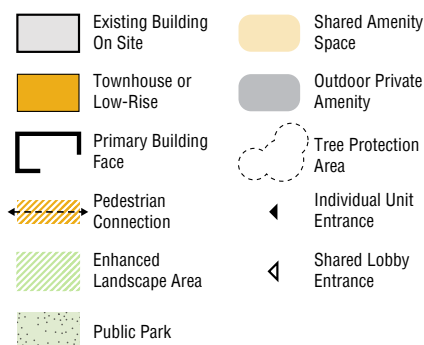 Existing Building
On Site
Townhouse or
Low-Rise
Primary Building
Face
Pedestrian
Connection
Enhanced
Landscape Area
Public Park
Shared Amenity
Space
Outdoor Private
Amenity
Tree Protection
Area
Individual Unit
Entrance
Shared Lobby
Entrance